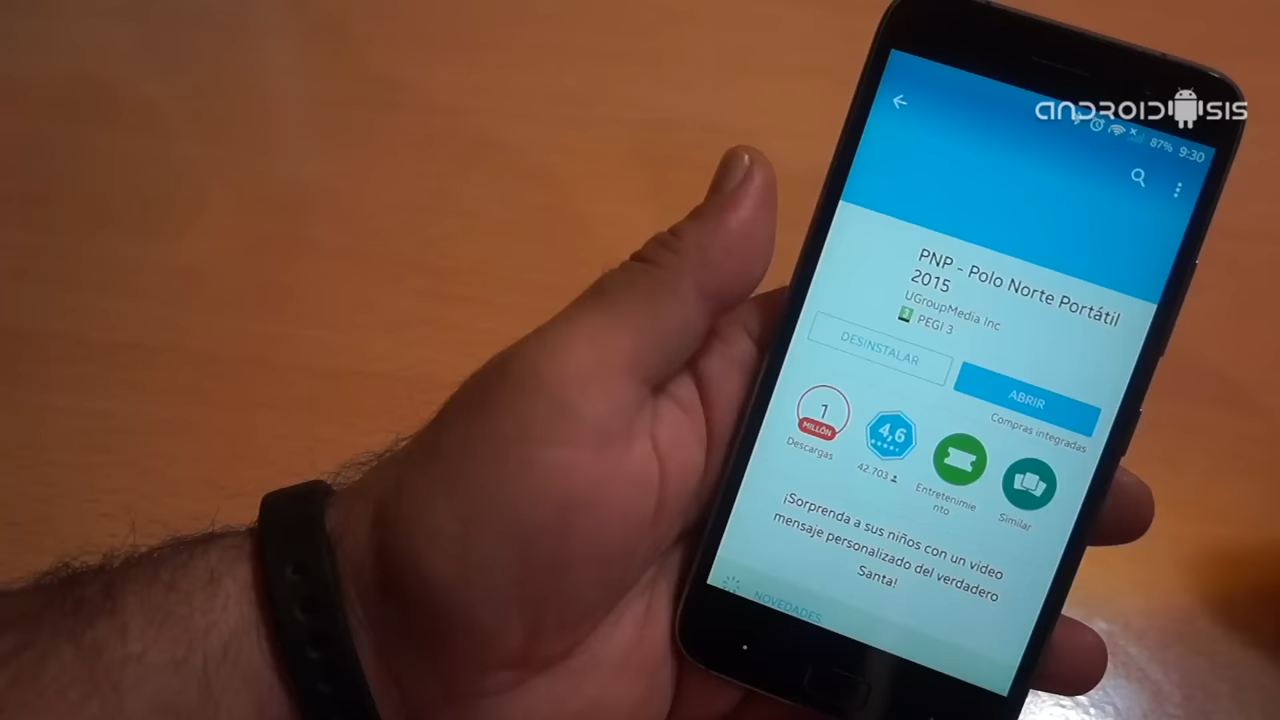 ANDROIDSIS
87% 9:30
PNP - Polo Norte Portátil
2015
UGroupMedia Inc
3 PEGI 3
DESINSTALAR
ABRIR
Compras integradas
1
MILLÓN
Descargas
4,6
42.703
Entretenimie
nto
Similar
¡Sorprenda a sus niños con un video
mensaje personalizado del verdadero
Santa!
NOVEDADES